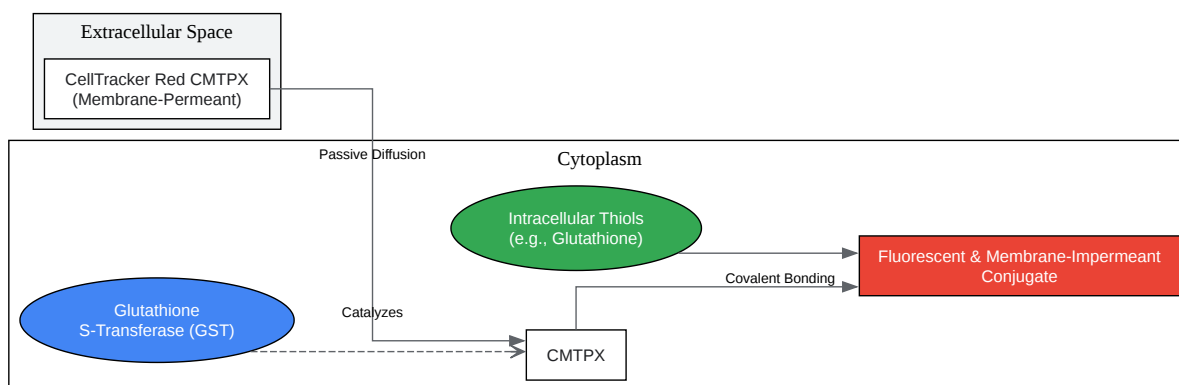 Extracellular Space
CellTracker Red CMTPX
(Membrane-Permeant)
Passive Diffusion
Cytoplasm
Intracellular Thiols
(e.g., Glutathione)
Fluorescent & Membrane-Impermeant
Conjugate
Covalent Bonding
Glutathione
S-Transferase (GST)
Catalyzes
CMTPX